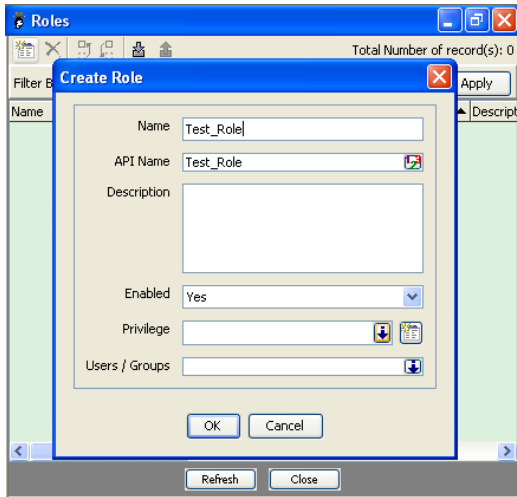 Roles
Total Number of record(s): 0
Filter B
Apply
Name
Descript
Create Role
Name
Test_Role
API Name
Test_Role
Description
Enabled
Yes
Privilege
Users / Groups
OK
Cancel
Refresh
Close